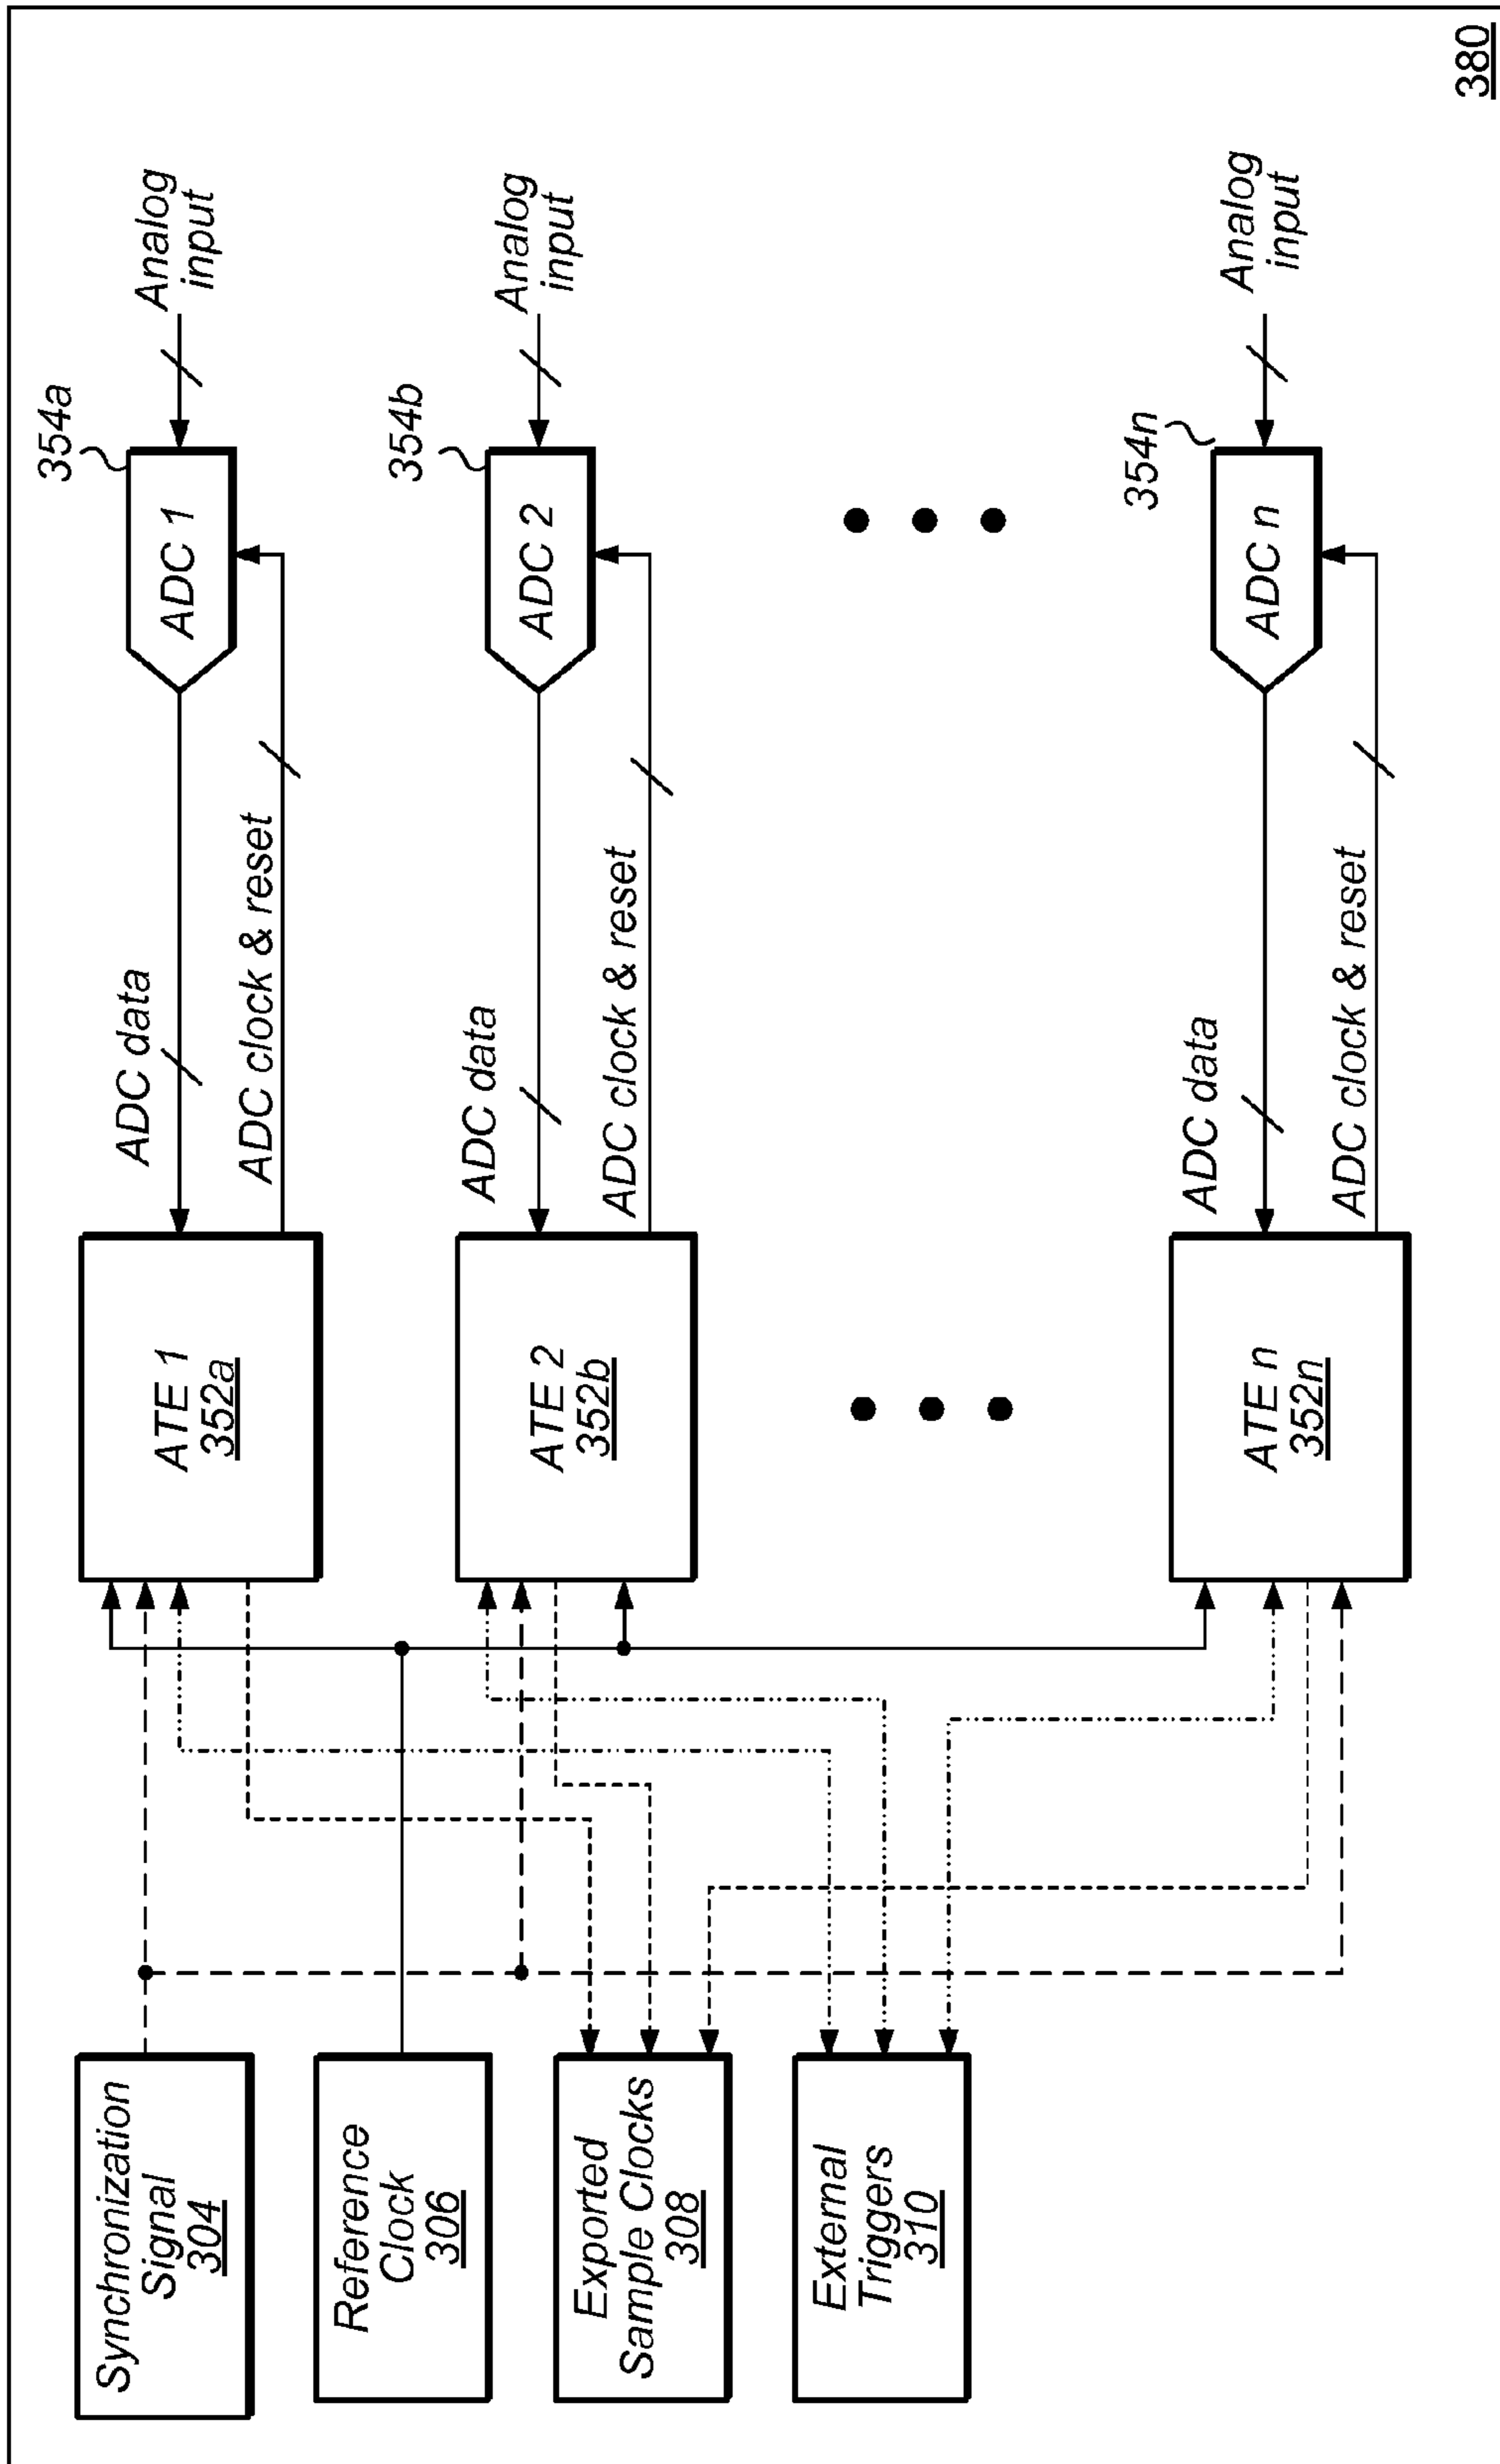 Synchronization
Signal
304
Reference
Clock
306
Exported
Sample Clocks
308
External
Triggers
310
ATE 1
352a
ADC data
ADC clock & reset
354a
ADC 1
Analog
input
ATE 2
352b
ADC data
ADC clock & reset
354b
ADC 2
Analog
input
ATE n
352n
ADC data
ADC clock & reset
354n
ADC n
Analog
input
380